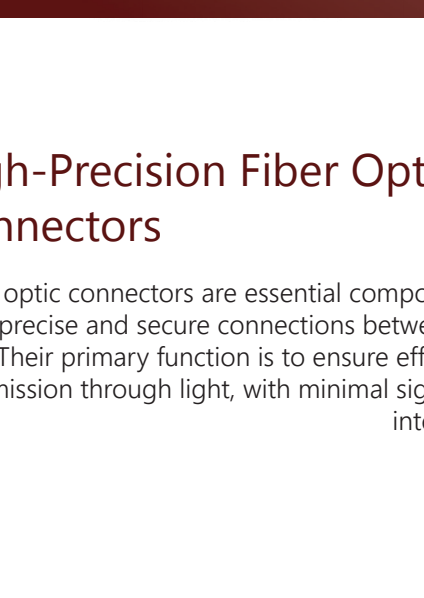 gh-Precision Fiber Opt
nnectors
optic connectors are essential compo
precise and secure connections betwe
Their primary function is to ensure eff
nission through light, with minimal sig
inte